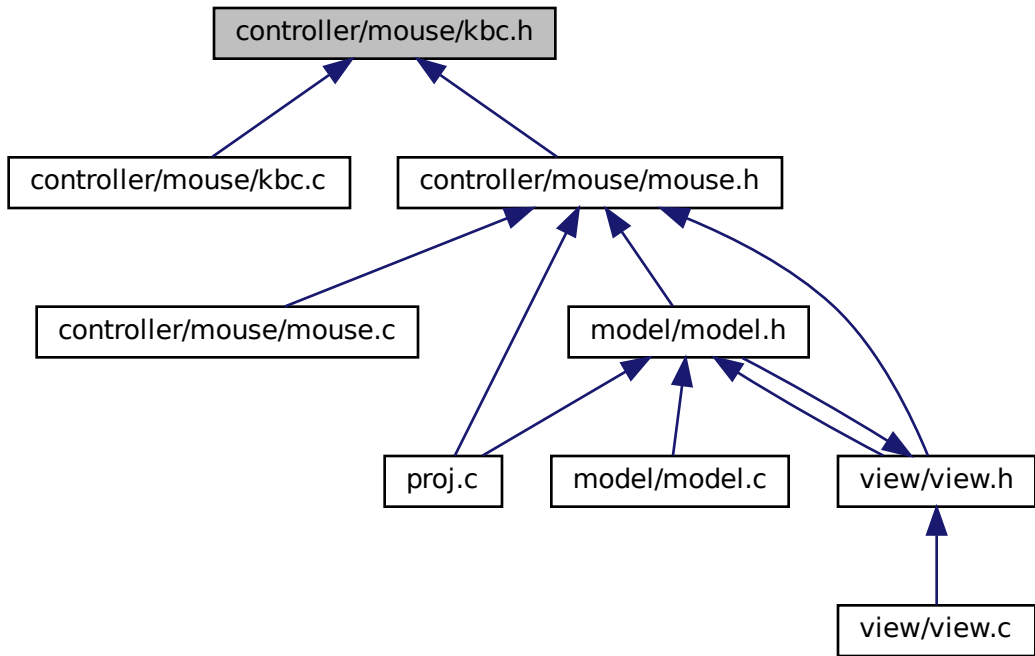 controller/mouse/kbc.h
controller/mouse/kbc.c
controller/mouse/mouse.h
controller/mouse/mouse.c
model/model.h
proj.c
model/model.c
view/view.h
view/view.c